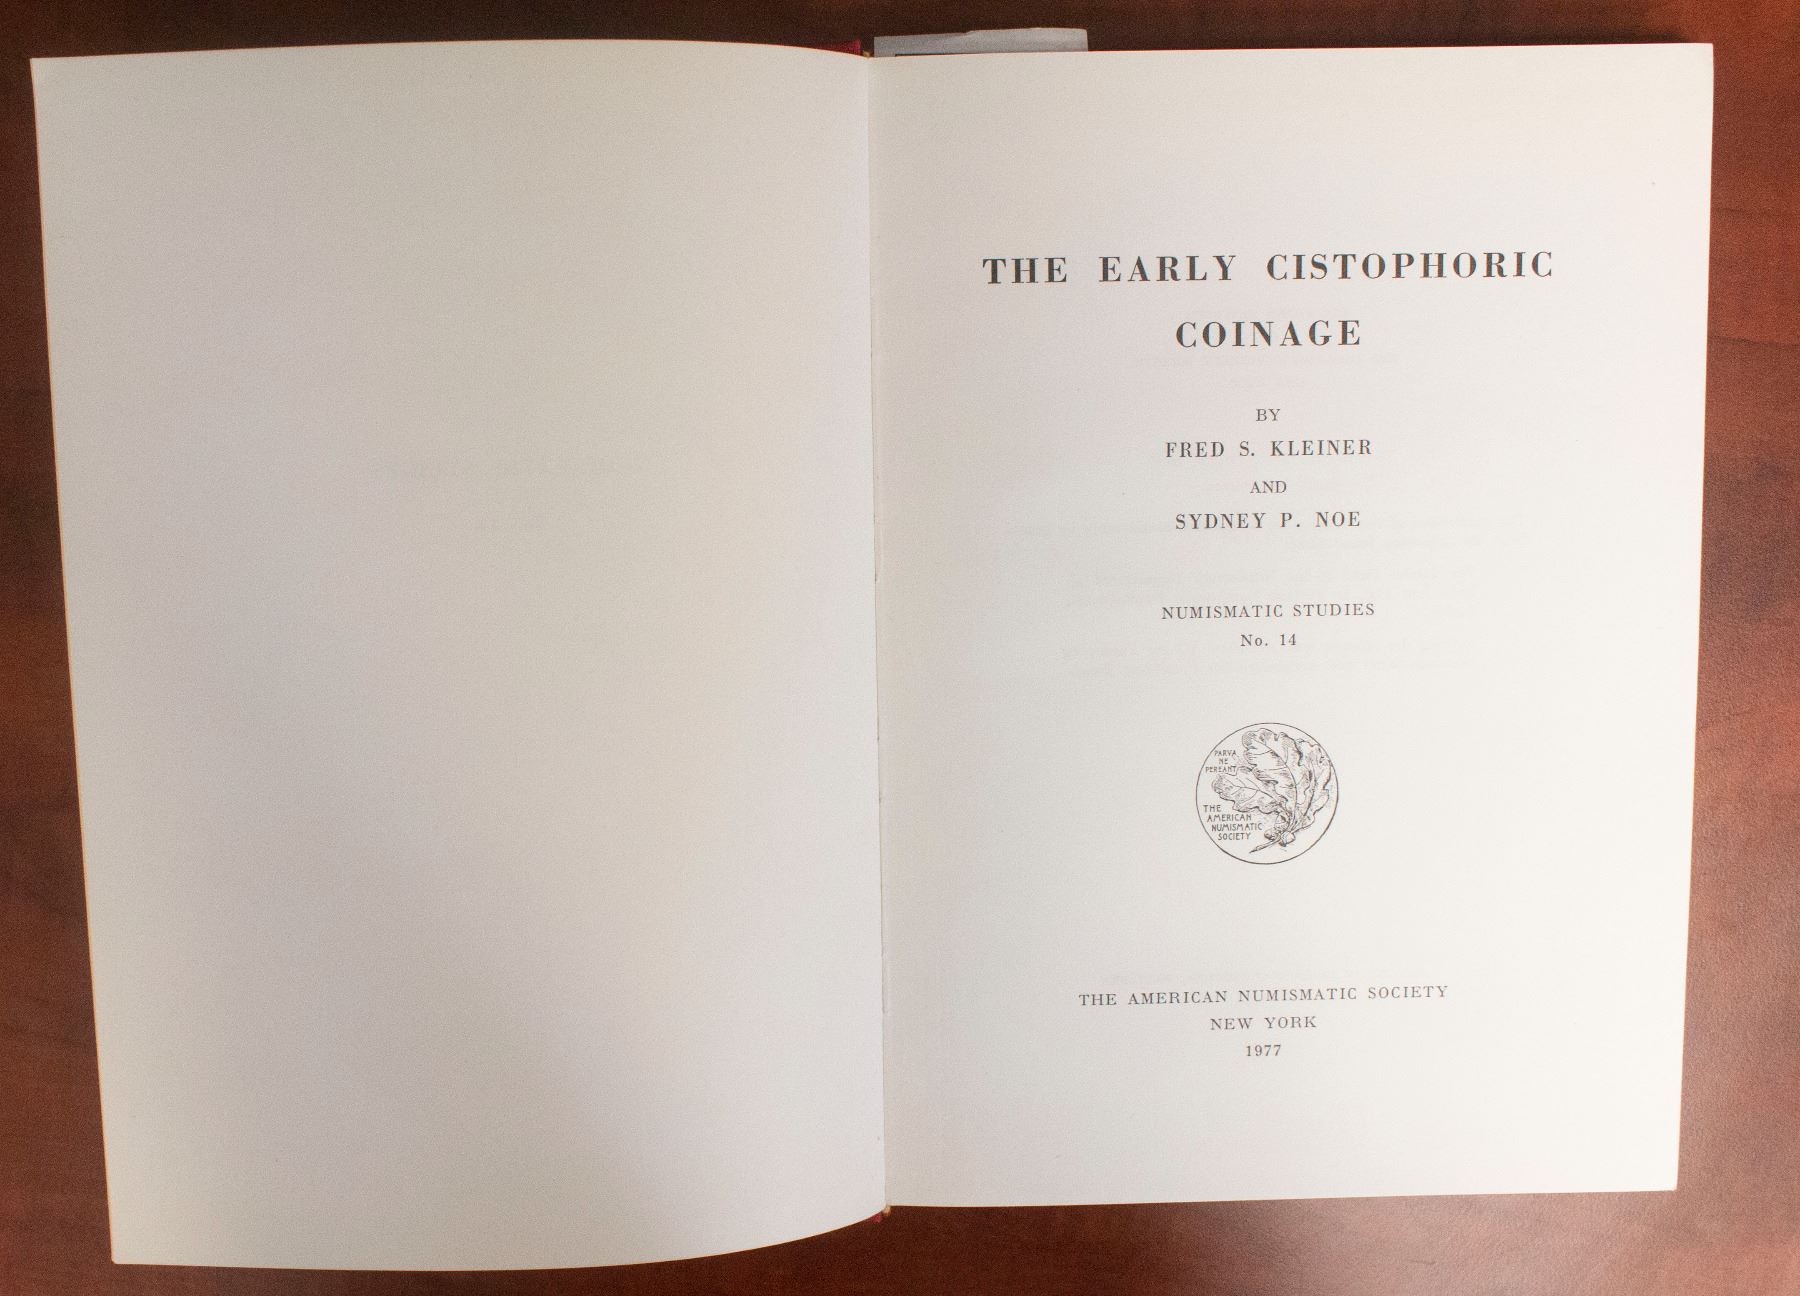 THE EARLY CISTOPHORIC
COINAGE
BY
FRED S. KLEINER
AND
SYDNEY P. NOE
NUMISMATIC STUDIES
No. 14
PARVA
NE
PEREANT
THE
AMERICAN
NUMISMATIC
SOCIETY
THE AMERICAN NUMISMATIC SOCIETY
NEW YORK
1977